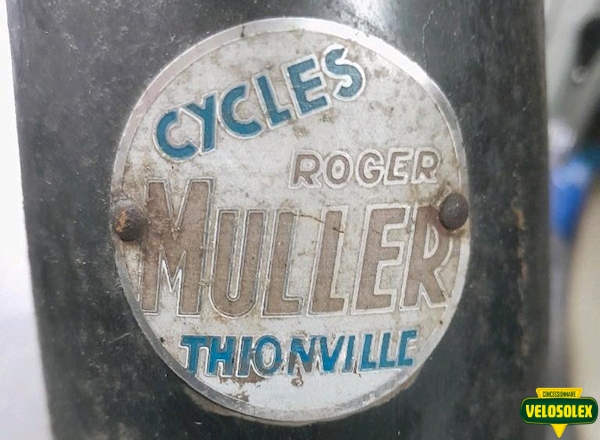 CYCLES
ROGER
MULLER
THIONVILLE
CONCESSIONNAIRE
VELOSOLEX